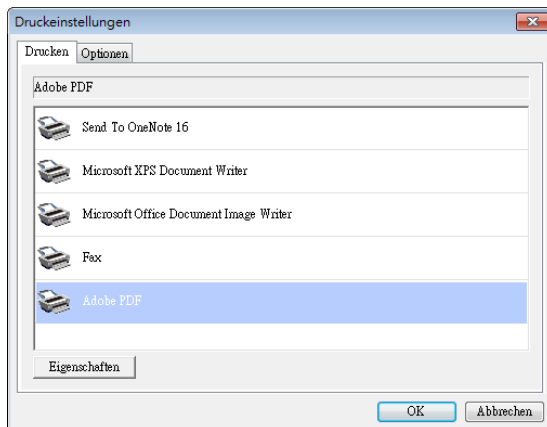 Druckeinstellungen
Drucken Optionen
Adobe PDF
Send To OneNote 16
Microsoft XPS Document Writer
Microsoft Office Document Image Writer
Fax
Adobe PDF
Eigenschaften
OK Abbrechen